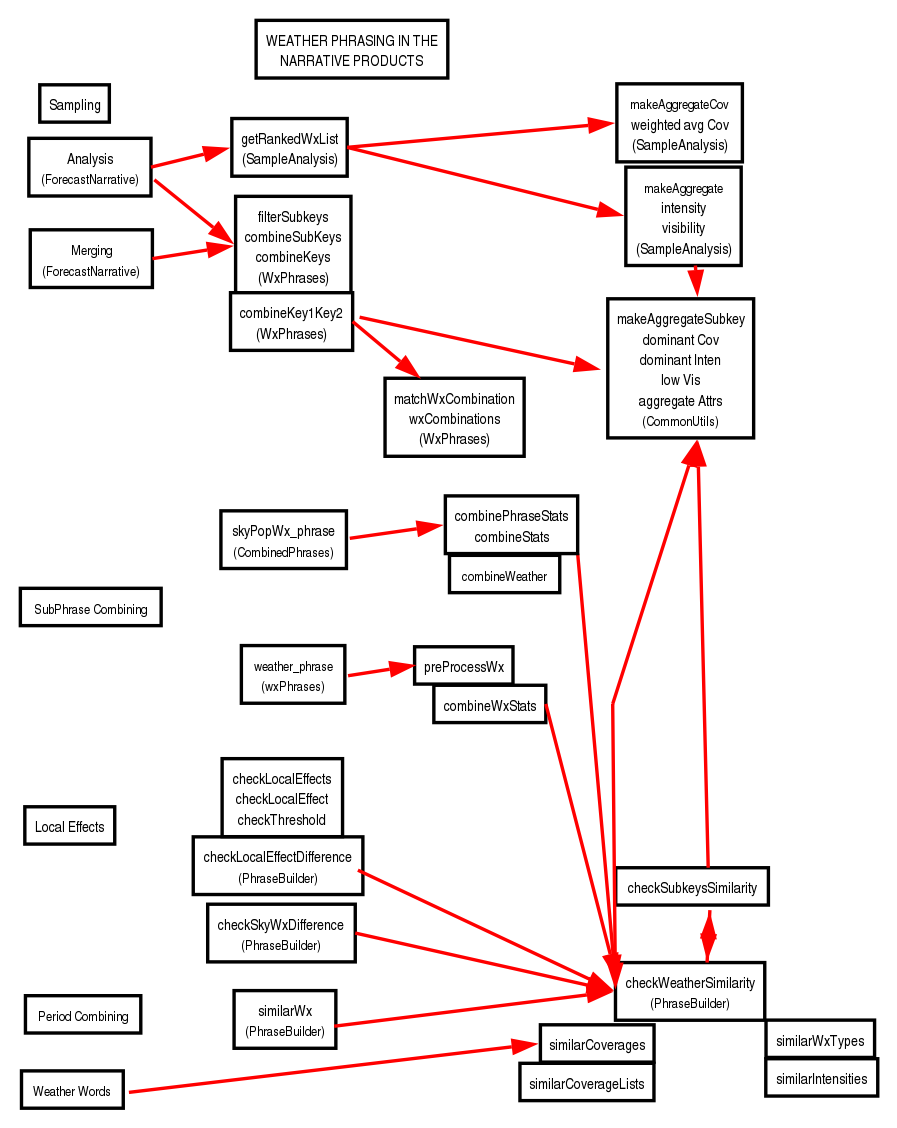 WEATHER PHRASING IN THE
NARRATIVE PRODUCTS
Sampling
Analysis
(ForecastNarrative)
Merging
(ForecastNarrative)
getRankedWxList
(SampleAnalysis)
filterSubkeys
combineSubKeys
combineKeys
(WxPhrases)
combineKey1Key2
(WxPhrases)
matchWxCombination
wxCombinations
(WxPhrases)
makeAggregateCov
weighted avg Cov
(SampleAnalysis)
makeAggregate
intensity
visibility
(SampleAnalysis)
makeAggregateSubkey
dominant Cov
dominant Inten
low Vis
aggregate Attrs
(CommonUtils)
SubPhrase Combining
skyPopWx_phrase
(CombinedPhrases)
combinePhraseStats
combineStats
combineWeather
weather_phrase
(wxPhrases)
preProcessWx
combineWxStats
Local Effects
checkLocalEffects
checkLocalEffect
checkThreshold
checkLocalEffectDifference
(PhraseBuilder)
checkSkyWxDifference
(PhraseBuilder)
checkSubkeysSimilarity
checkWeatherSimilarity
(PhraseBuilder)
Period Combining
similarWx
(PhraseBuilder)
Weather Words
similarCoverages
similarCoverageLists
similarWxTypes
similarIntensities